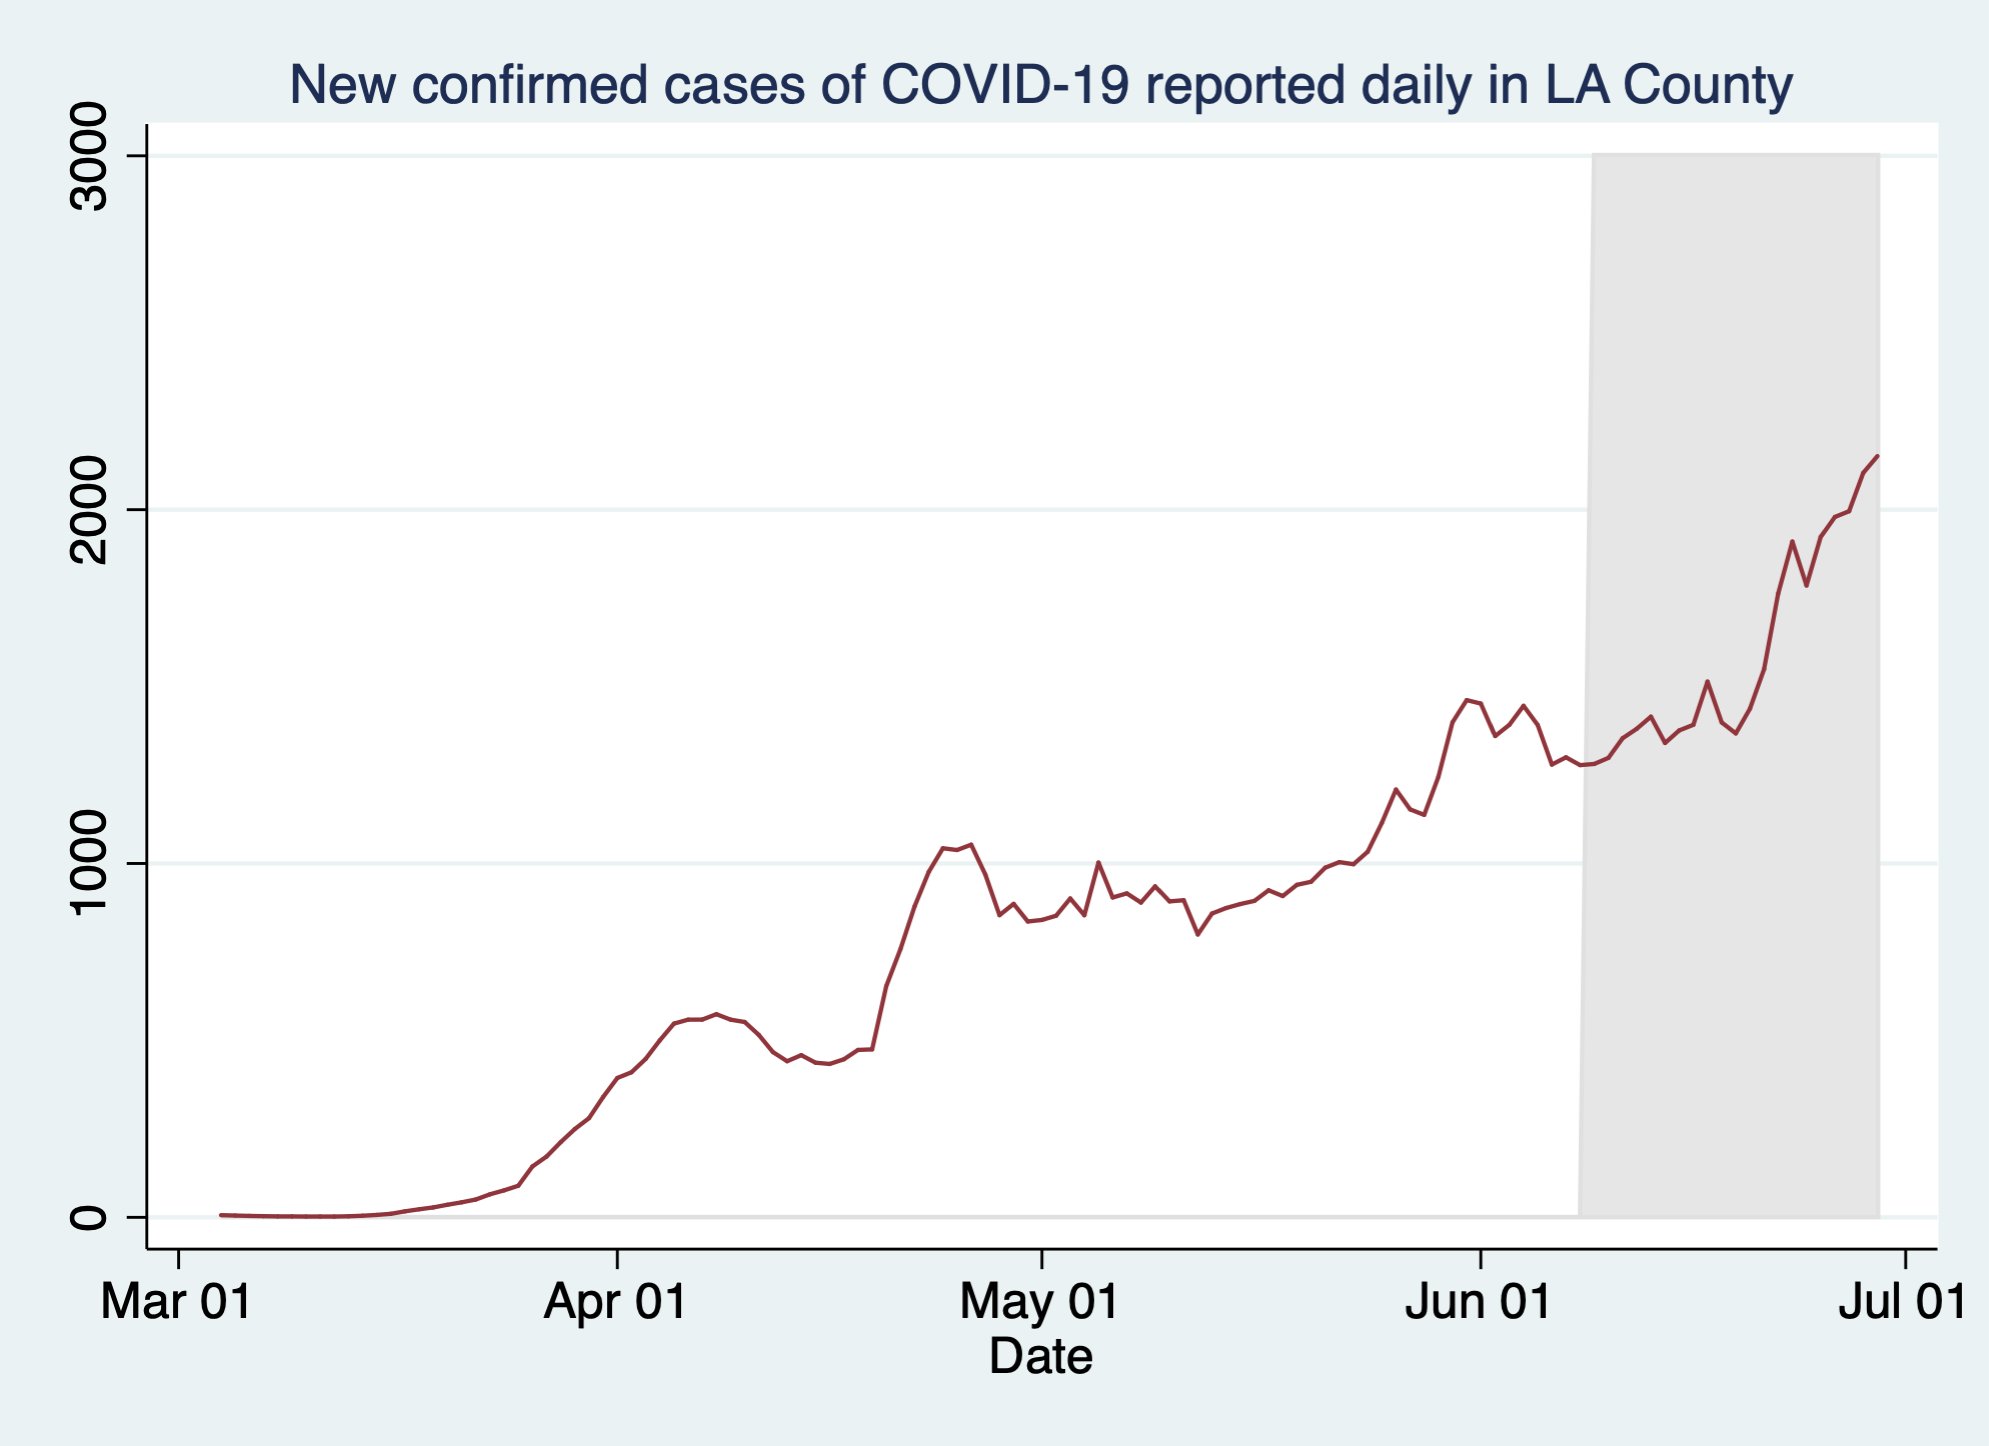 New confirmed cases of COVID-19 reported daily in LA County
3000
2000
1000
0
Mar 01 Apr 01 May 01 Jun 01 Jul 01
Date